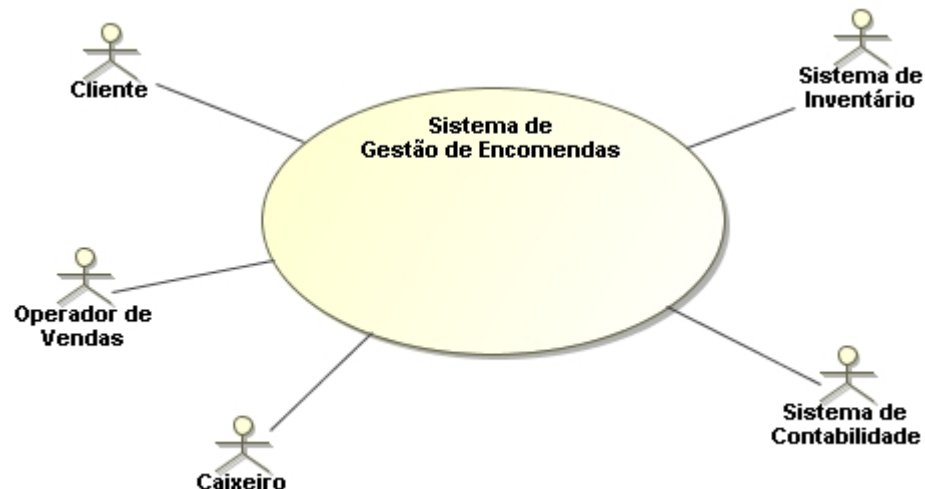 Cliente
Sistema de
Inventário
Sistema de
Gestão de Encomendas
Operador de
Vendas
Sistema de
Contabilidade
Caixeiro